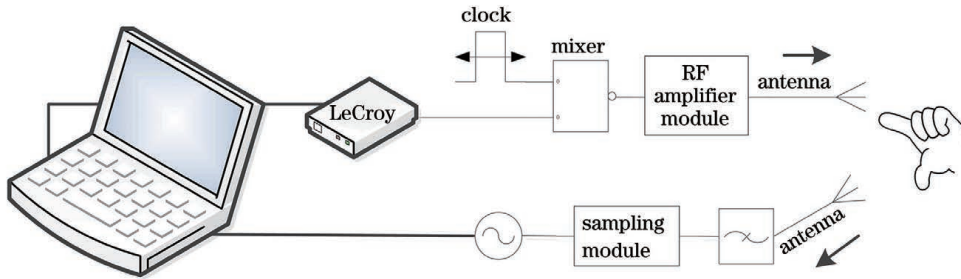 clock
mixer
LeCroy
RF
amplifier
module
antenna
sampling
module
antenna